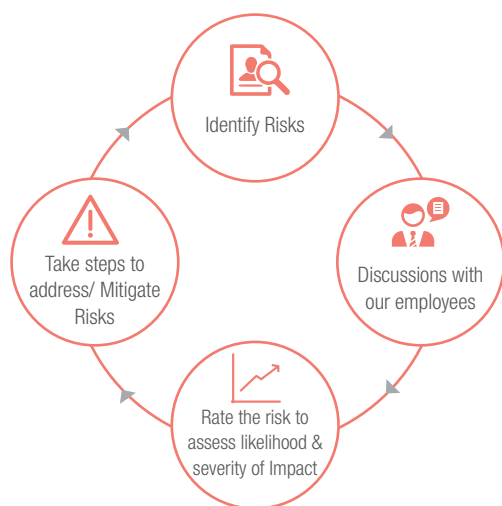 Identify Risks
Discussions with
our employees
Rate the risk to
assess likelihood &
severity of Impact
Take steps to
address/ Mitigate
Risks